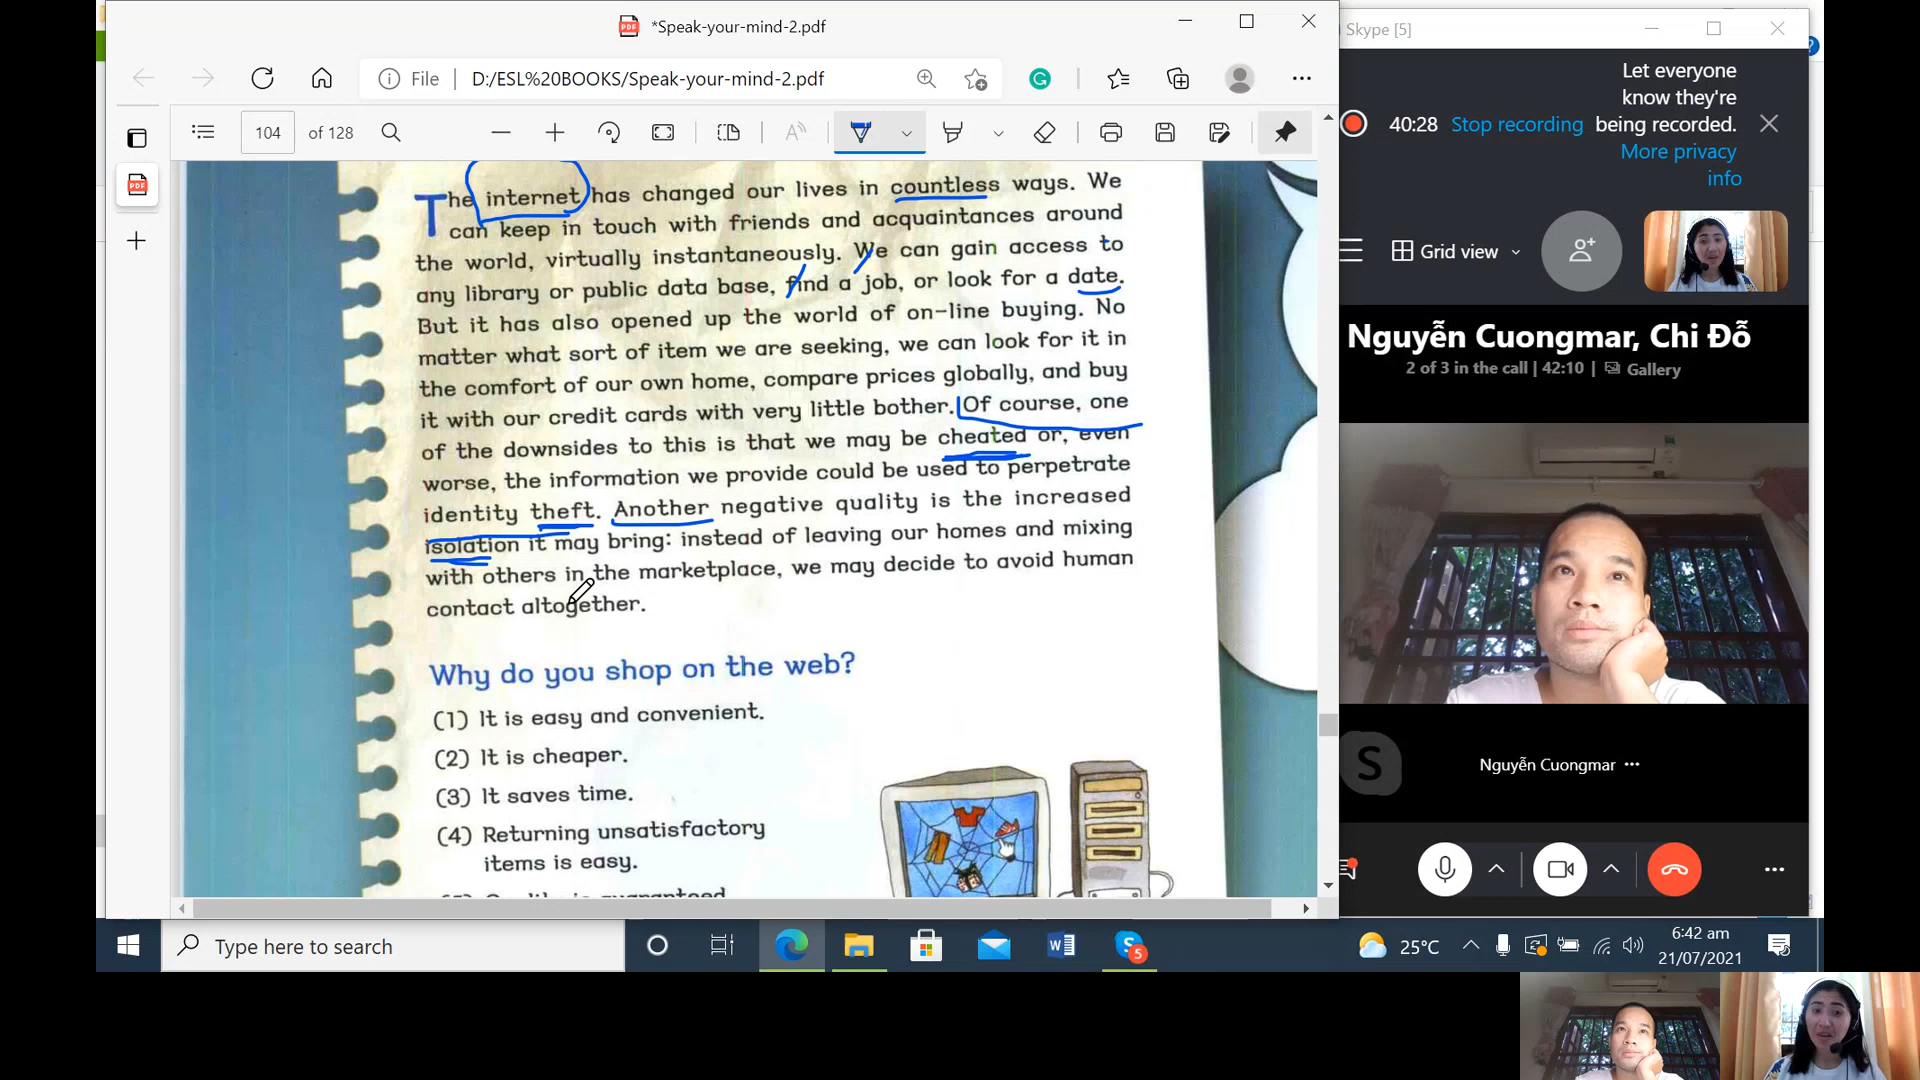 *Speak-your-mind-2.pdf
Skype [5]
File
D:/ESL%20BOOKS/Speak-your-mind-2.pdf
104 of 128
40:28 Stop recording
Let everyone
know they're
being recorded.
More privacy
info
Grid view
Nguyễn Cuongmar, Chi Đỗ
2 of 3 in the call | 42:10 | Gallery
The internet has changed our lives in countless ways. We
can keep in touch with friends and acquaintances around
the world, virtually instantaneously. We can gain access to
any library or public data base, find a job, or look for a date.
But it has also opened up the world of on-line buying. No
matter what sort of item we are seeking, we can look for it in
the comfort of our own home, compare prices globally, and buy
it with our credit cards with very little bother. Of course, one
of the downsides to this is that we may be cheated or, even
worse, the information we provide could be used to perpetrate
identity theft. Another negative quality is the increased
isolation it may bring: instead of leaving our homes and mixing
with others in the marketplace, we may decide to avoid human
contact altogether.
Why do you shop on the web?
(1) It is easy and convenient.
(2) It is cheaper.
(3) It saves time.
(4) Returning unsatisfactory
items is easy.
S
Nguyễn Cuongmar
Type here to search
25°C
6:42 am
21/07/2021